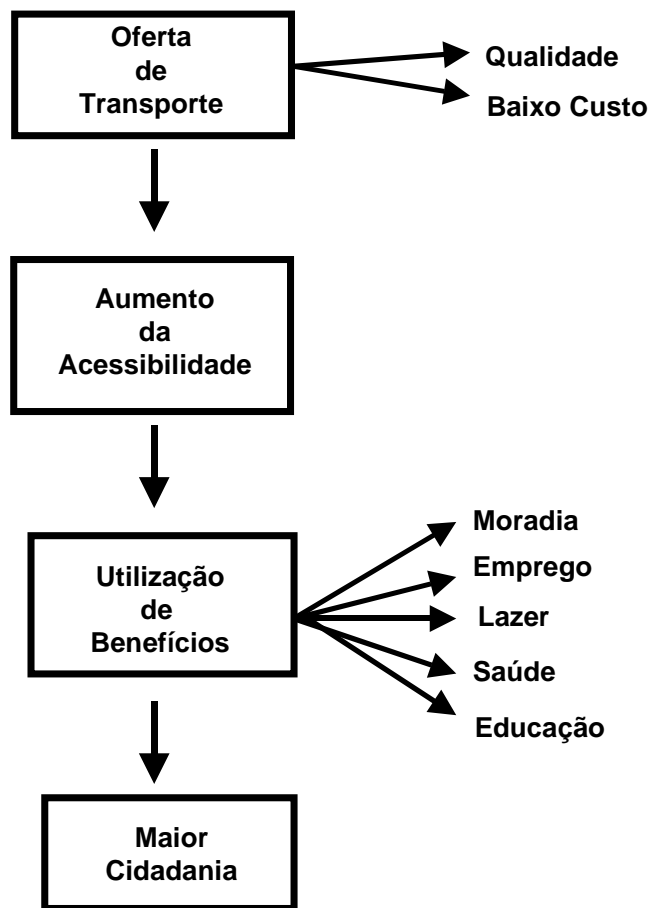 Oferta
de
Transporte
Qualidade
Baixo Custo
Aumento
da
Acessibilidade
Utilização
de
Benefícios
Moradia
Emprego
Lazer
Saúde
Educação
Maior
Cidadania